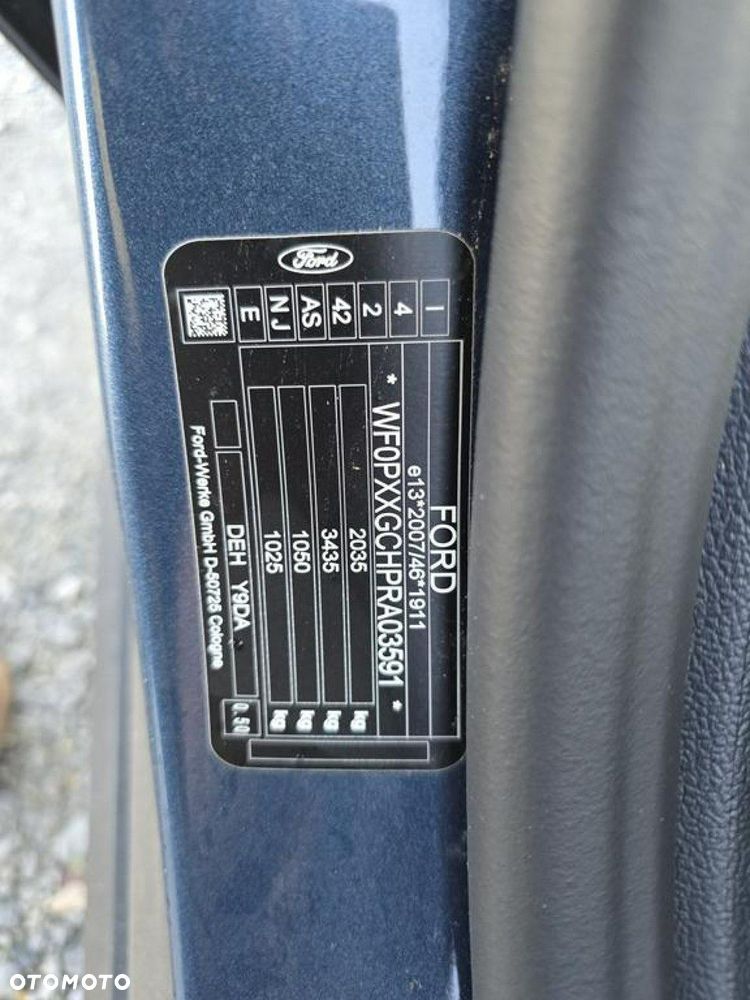 Ford
FORD
e13*2007/46*1911
* WF0PXXGCHPRA03591 *
2035 kg
3435 kg
1050 kg
1025 kg
I
4
2
42
AS
NJ
E
DEH Y9DA
0.50
Ford-Werke GmbH D-50725 Cologne
OTOMOTO